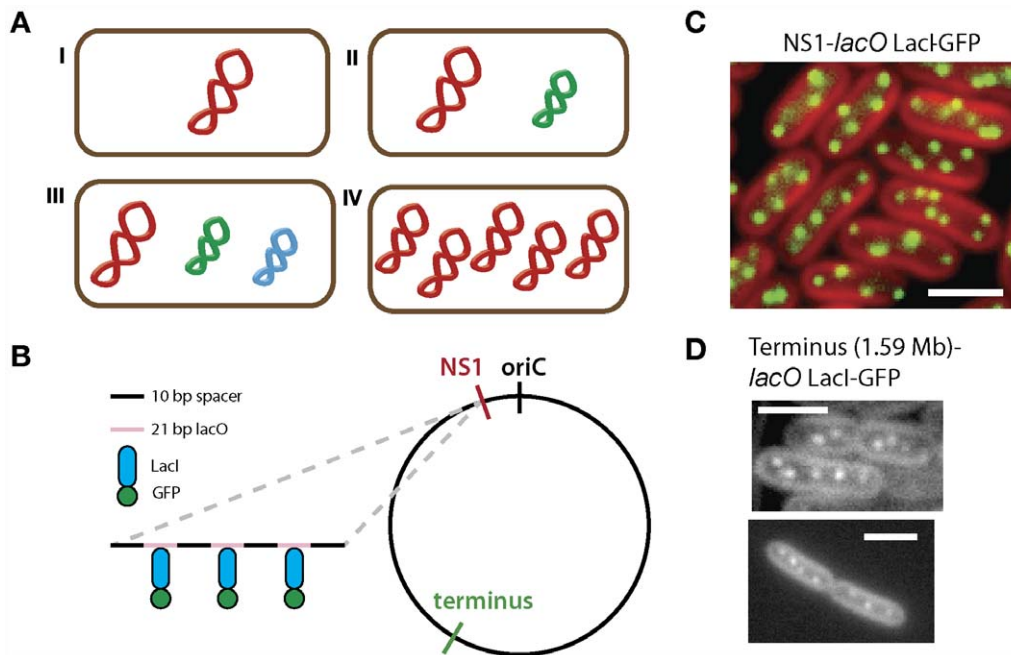 A
I
II
III
IV
B
10 bp spacer
21 bp lacO
LacI
GFP
NS1
oriC
terminus
C
NS1-lacO LacI-GFP
D
Terminus (1.59 Mb)-
lacO LacI-GFP